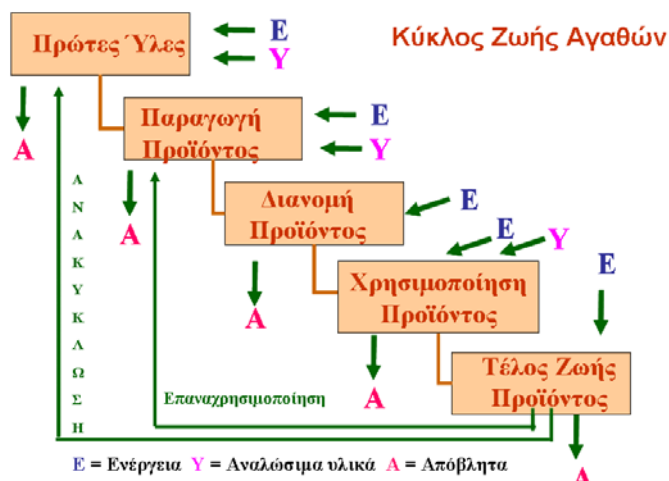 Κύκλος Ζωής Αγαθών
Πρώτες Ύλες
Ε
Υ
Α
Παραγωγή
Προϊόντος
Ε
Υ
Α
Διανομή
Προϊόντος
Ε
Α
Χρησιμοποίηση
Προϊόντος
Ε
Υ
Α
Τέλος Ζωής
Προϊόντος
Ε
Α
ΑΝΑΚΥΚΛΩΣΗ
Επαναχρησιμοποίηση
Ε = Ενέργεια Υ = Αναλώσιμα υλικά Α = Απόβλητα